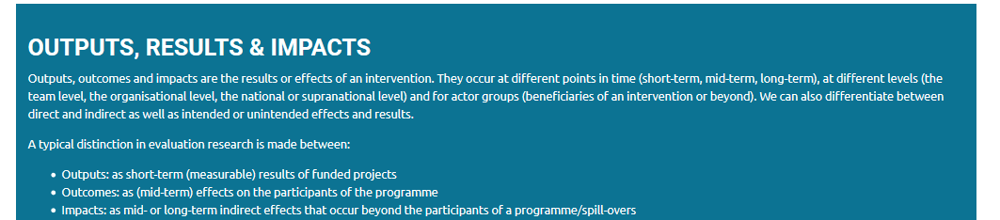 OUTPUTS, RESULTS & IMPACTS
Outputs, outcomes and impacts are the results or effects of an intervention. They occur at different points in time (short-term, mid-term, long-term), at different levels (the
team level, the organisational level, the national or supranational level) and for actor groups (beneficiaries of an intervention or beyond). We can also differentiate between
direct and indirect as well as intended or unintended effects and results.
A typical distinction in evaluation research is made between:
• Outputs: as short-term (measurable) results of funded projects
• Outcomes: as (mid-term) effects on the participants of the programme
• Impacts: as mid- or long-term indirect effects that occur beyond the participants of a programme/spill-overs